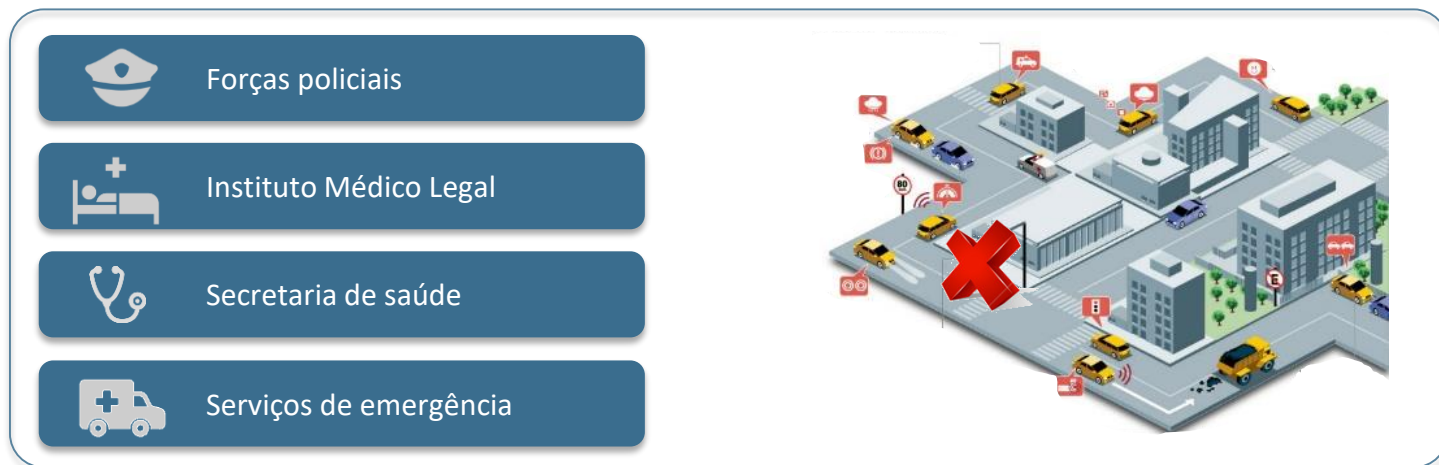 Forças policiais
Instituto Médico Legal
Secretaria de saúde
Serviços de emergência